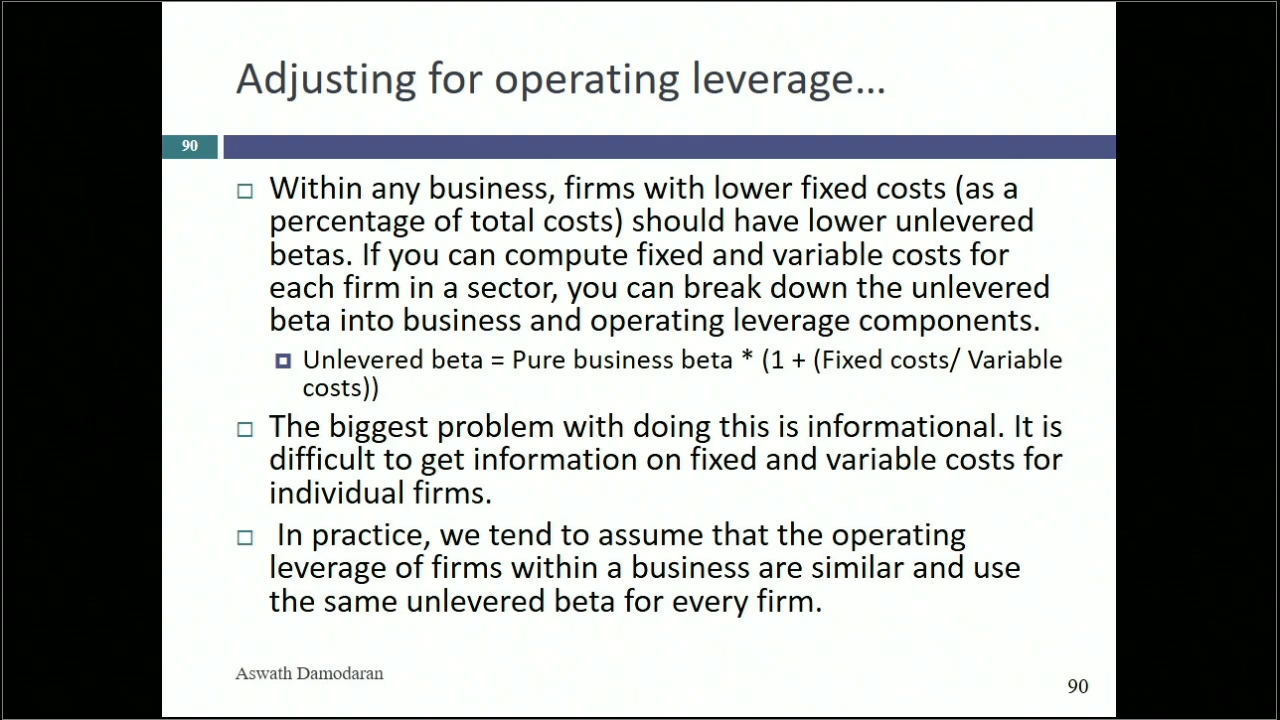 Adjusting for operating leverage...
90
Within any business, firms with lower fixed costs (as a
percentage of total costs) should have lower unlevered
betas. If you can compute fixed and variable costs for
each firm in a sector, you can break down the unlevered
beta into business and operating leverage components.
Unlevered beta = Pure business beta * (1 + (Fixed costs/ Variable
costs))
The biggest problem with doing this is informational. It is
difficult to get information on fixed and variable costs for
individual firms.
In practice, we tend to assume that the operating
leverage of firms within a business are similar and use
the same unlevered beta for every firm.
Aswath Damodaran
90